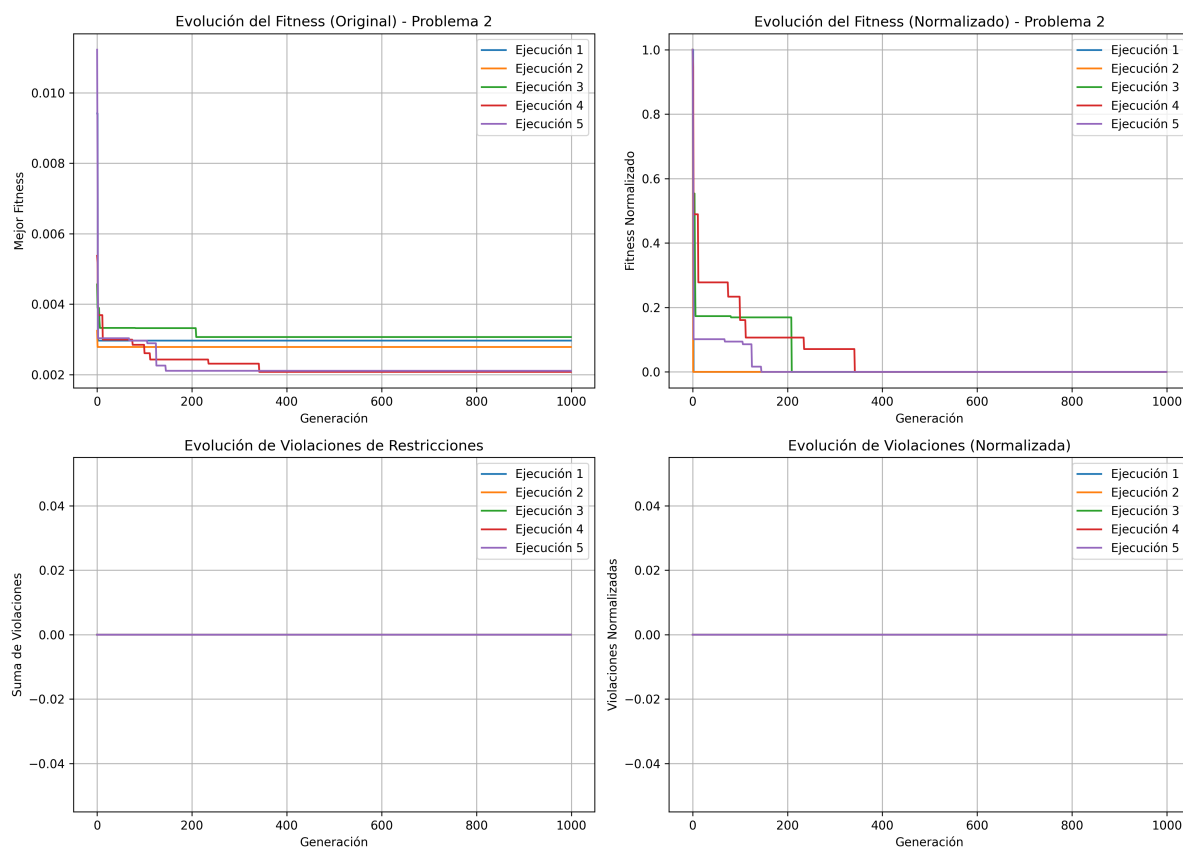 Evolución del Fitness (Original) - Problema 2
Mejor Fitness
0.010
0.008
0.006
0.004
0.002
0
200
400
600
800
1000
Generación
Ejecución 1
Ejecución 2
Ejecución 3
Ejecución 4
Ejecución 5
Evolución del Fitness (Normalizado) - Problema 2
Fitness Normalizado
1.0
0.8
0.6
0.4
0.2
0.0
0
200
400
600
800
1000
Generación
Ejecución 1
Ejecución 2
Ejecución 3
Ejecución 4
Ejecución 5
Evolución de Violaciones de Restricciones
Suma de Violaciones
0.04
0.02
0.00
−0.02
−0.04
0
200
400
600
800
1000
Generación
Ejecución 1
Ejecución 2
Ejecución 3
Ejecución 4
Ejecución 5
Evolución de Violaciones (Normalizada)
Violaciones Normalizadas
0.04
0.02
0.00
−0.02
−0.04
0
200
400
600
800
1000
Generación
Ejecución 1
Ejecución 2
Ejecución 3
Ejecución 4
Ejecución 5